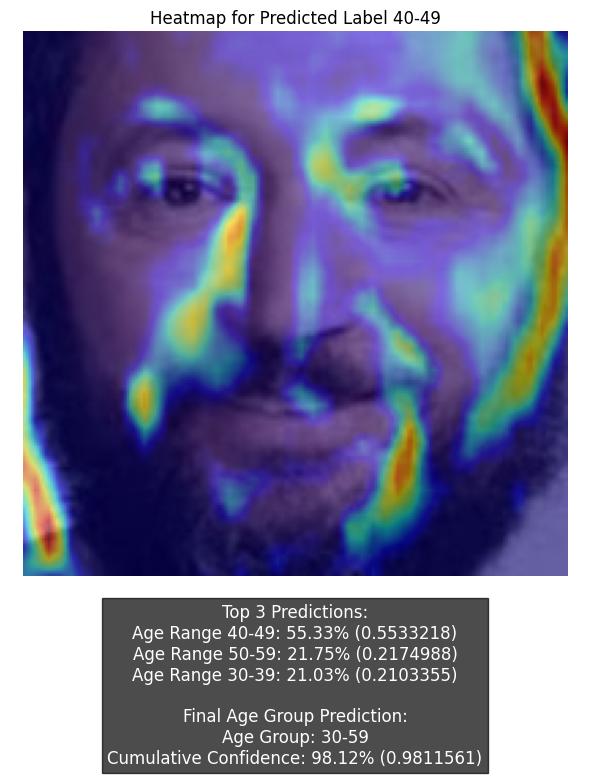 Heatmap for Predicted Label 40-49
Top 3 Predictions:
Age Range 40-49: 55.33% (0.5533218)
Age Range 50-59: 21.75% (0.2174988)
Age Range 30-39: 21.03% (0.2103355)
Final Age Group Prediction:
Age Group: 30-59
Cumulative Confidence: 98.12% (0.9811561)